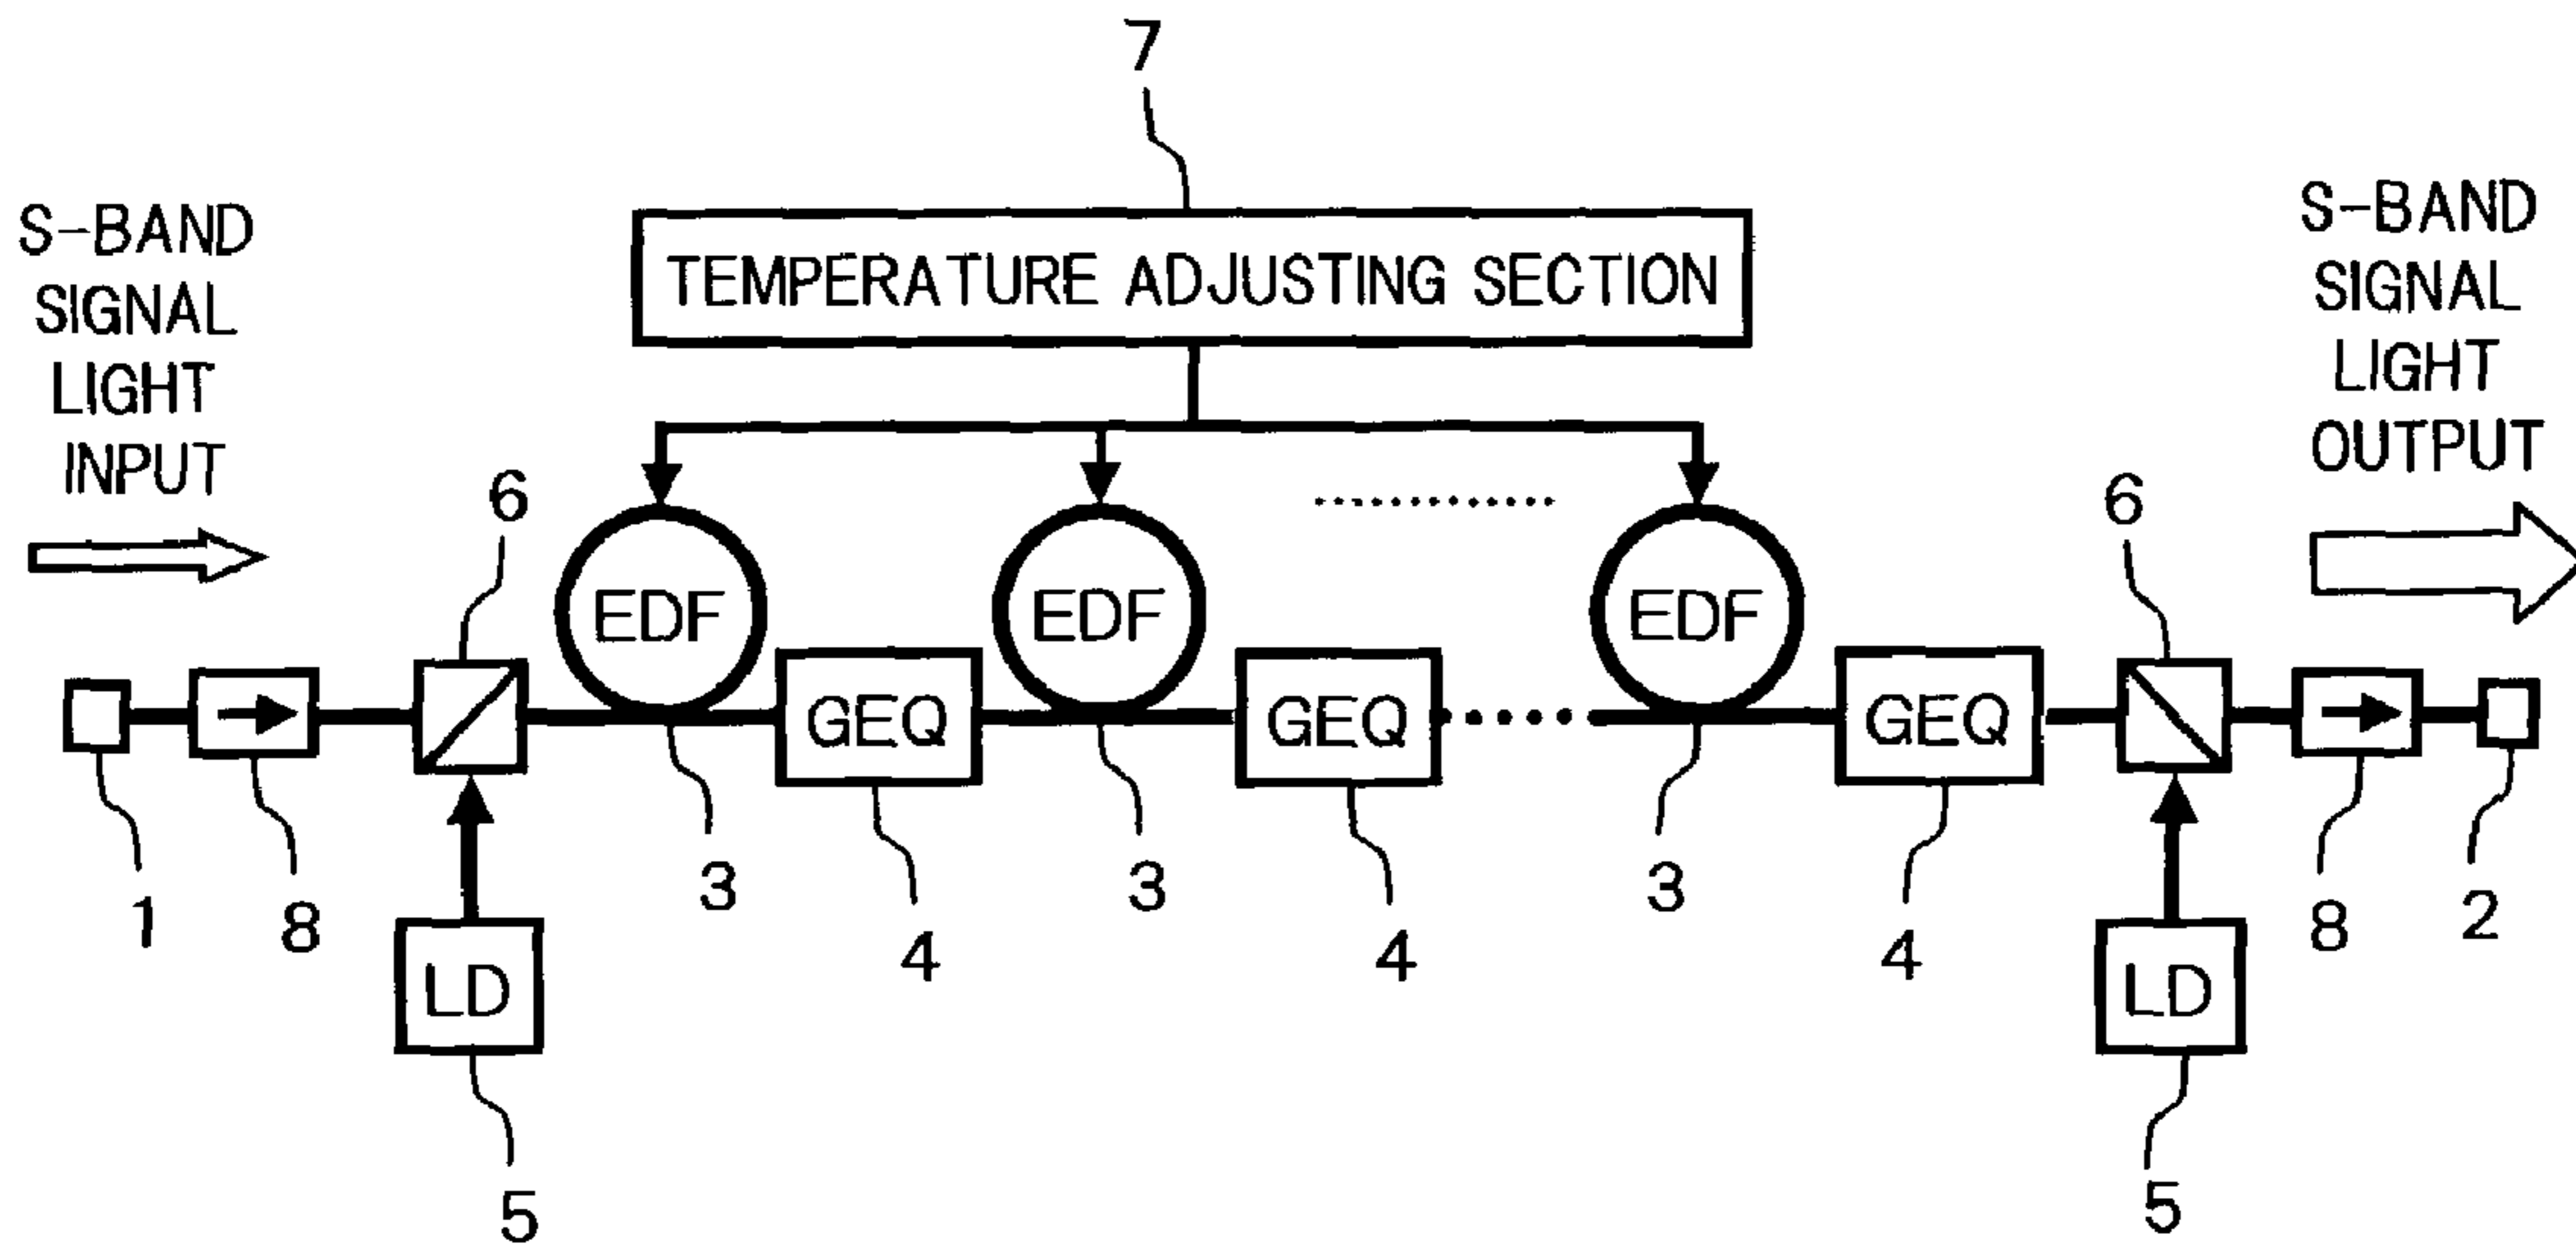 7
S-BAND
SIGNAL
LIGHT
INPUT
TEMPERATURE ADJUSTING SECTION
S-BAND
SIGNAL
LIGHT
OUTPUT
6
6
EDF
EDF
EDF
GEQ
GEQ
GEQ
1
8
3
3
3
8
2
4
4
4
LD
LD
5
5